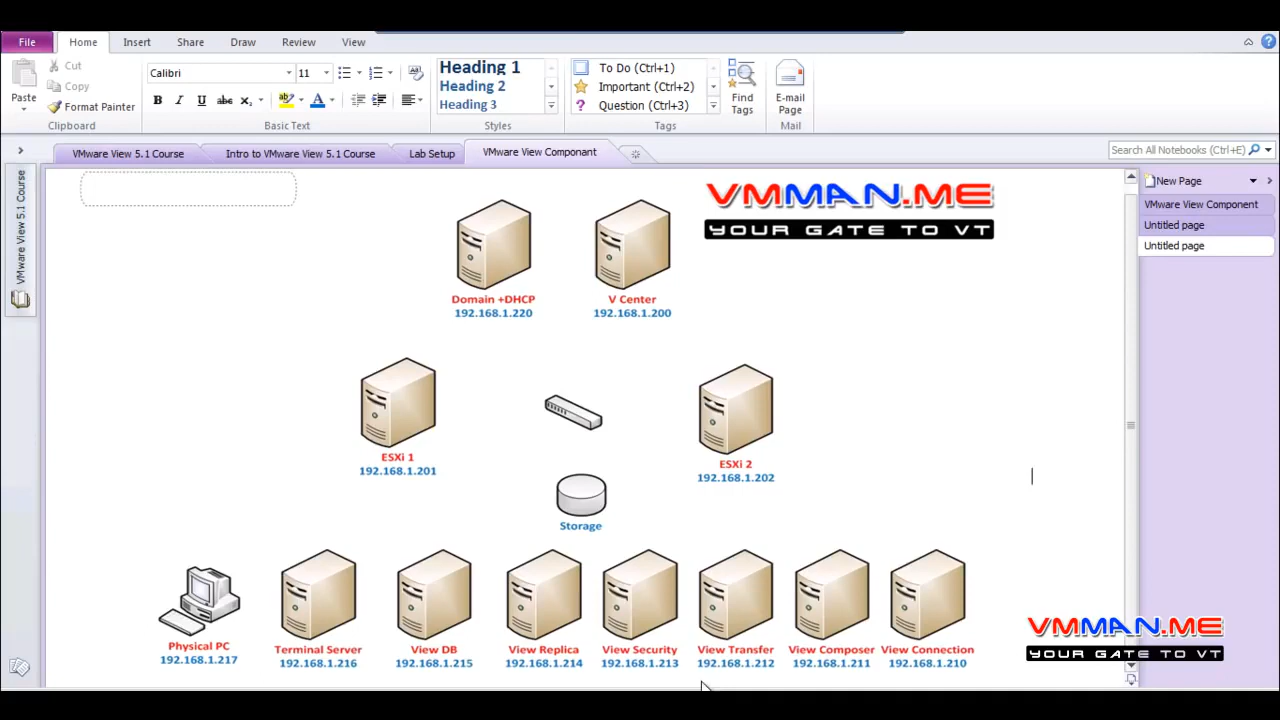 File Home Insert Share Draw Review View
Cut
Copy
Format Painter
Paste
Clipboard
Calibri 11
B I U abc X₂ A
Basic Text
Heading 1
Heading 2
Heading 3
Styles
To Do (Ctrl+1)
Important (Ctrl+2)
Question (Ctrl+3)
Tags
Find
Tags
E-mail
Page
Mail
VMware View 5.1 Course Intro to VMware View 5.1 Course Lab Setup VMware View Componant
Search All Notebooks (Ctrl+E)
VMware View 5.1 Course
New Page
VMware View Component
Untitled page
Untitled page
VMMAN.ME
YOUR GATE TO VT
Domain +DHCP
192.168.1.220
V Center
192.168.1.200
ESXi 1
192.168.1.201
ESXi 2
192.168.1.202
Storage
Physical PC
192.168.1.217
Terminal Server
192.168.1.216
View DB
192.168.1.215
View Replica
192.168.1.214
View Security
192.168.1.213
View Transfer
192.168.1.212
View Composer
192.168.1.211
View Connection
192.168.1.210
VMMAN.ME
YOUR GATE TO VT